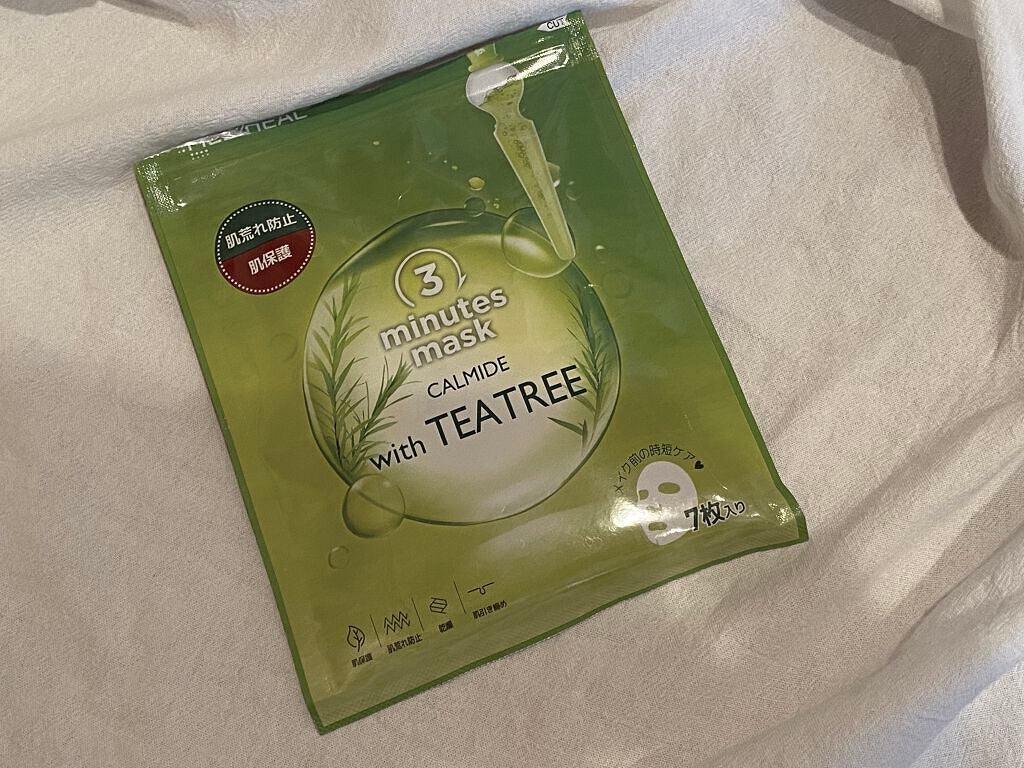 CUT
MEDIHEAL
肌荒れ防止
肌保護
3
minutes
mask
CALMIDE
with TEATREE
メイク前の時短ケア♥
7枚入り
肌保護
肌荒れ防止
乾燥
肌引き締め